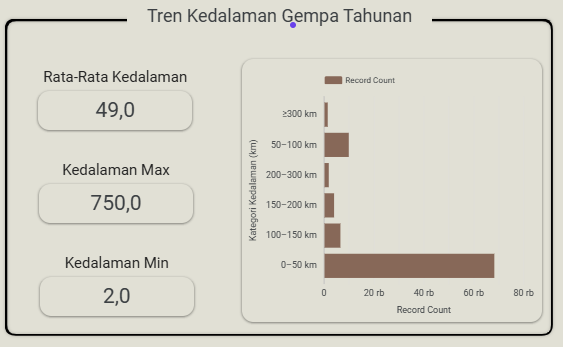 Tren Kedalaman Gempa Tahunan
Rata-Rata Kedalaman
49,0
Kedalaman Max
750,0
Kedalaman Min
2,0
Record Count
Kategori Kedalaman (km)
≥300 km
50–100 km
200–300 km
150–200 km
100–150 km
0–50 km
0 20 rb 40 rb 60 rb 80 rb
Record Count